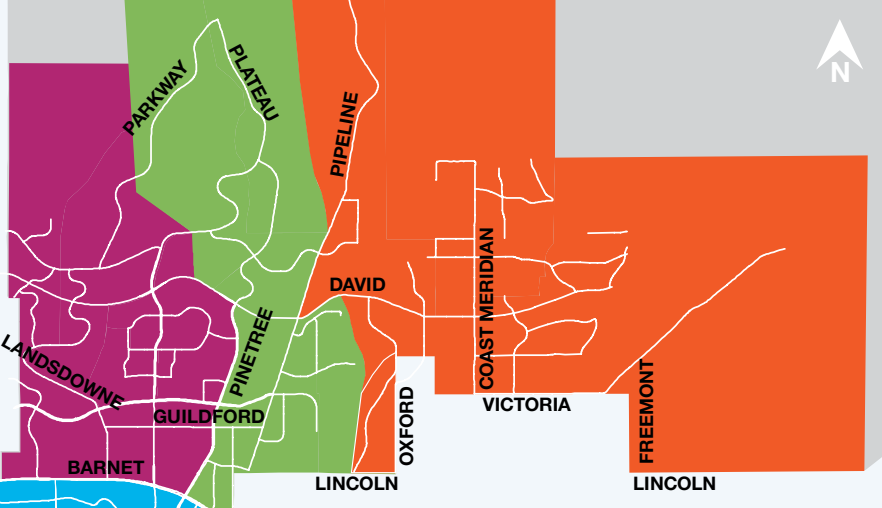 N
PARKWAY
PLATEAU
PIPELINE
DAVID
COAST MERIDIAN
PINETREE
LANDSDOWNE
GUILDFORD
OXFORD
VICTORIA
FREEMONT
BARNET
LINCOLN
LINCOLN